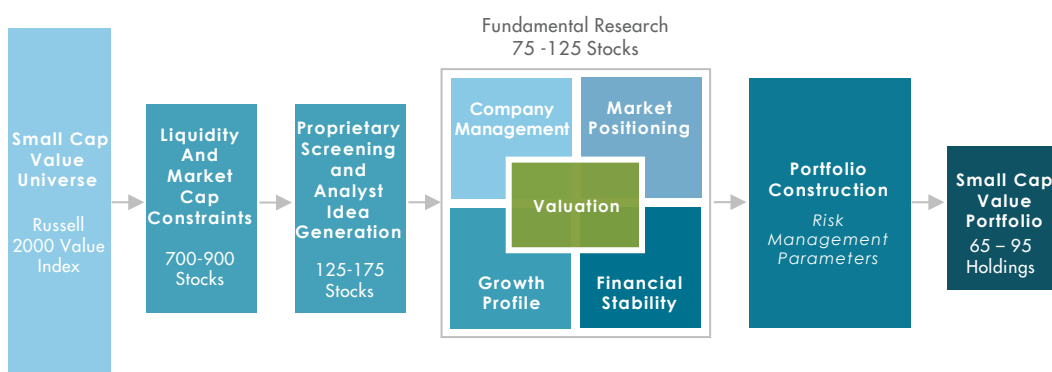 Small Cap
Value
Universe
Russell
2000 Value
Index
Liquidity
And
Market
Cap
Constraints
700-900
Stocks
Proprietary
Screening
and
Analyst
Idea
Generation
125-175
Stocks
Fundamental Research
75 -125 Stocks
Company
Management
Market
Positioning
Valuation
Growth
Profile
Financial
Stability
Portfolio
Construction
Risk
Management
Parameters
Small Cap
Value
Portfolio
65 – 95
Holdings